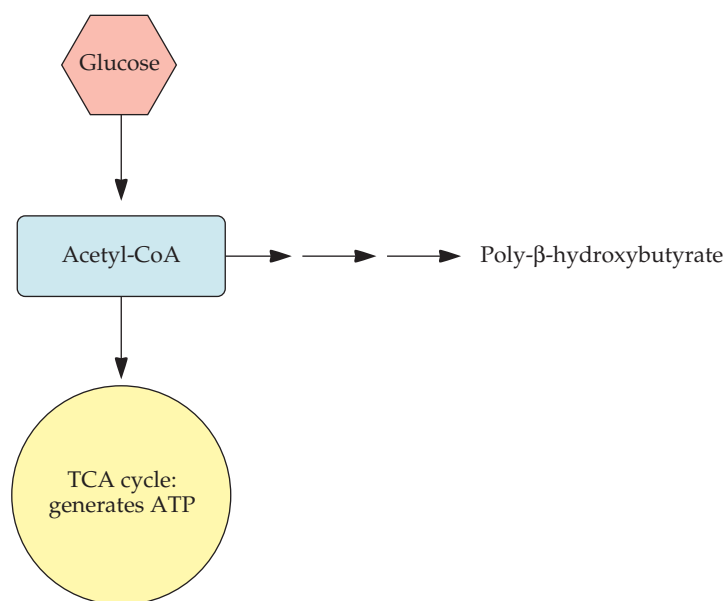 Glucose
Acetyl-CoA
Poly-β-hydroxybutyrate
TCA cycle:
generates ATP